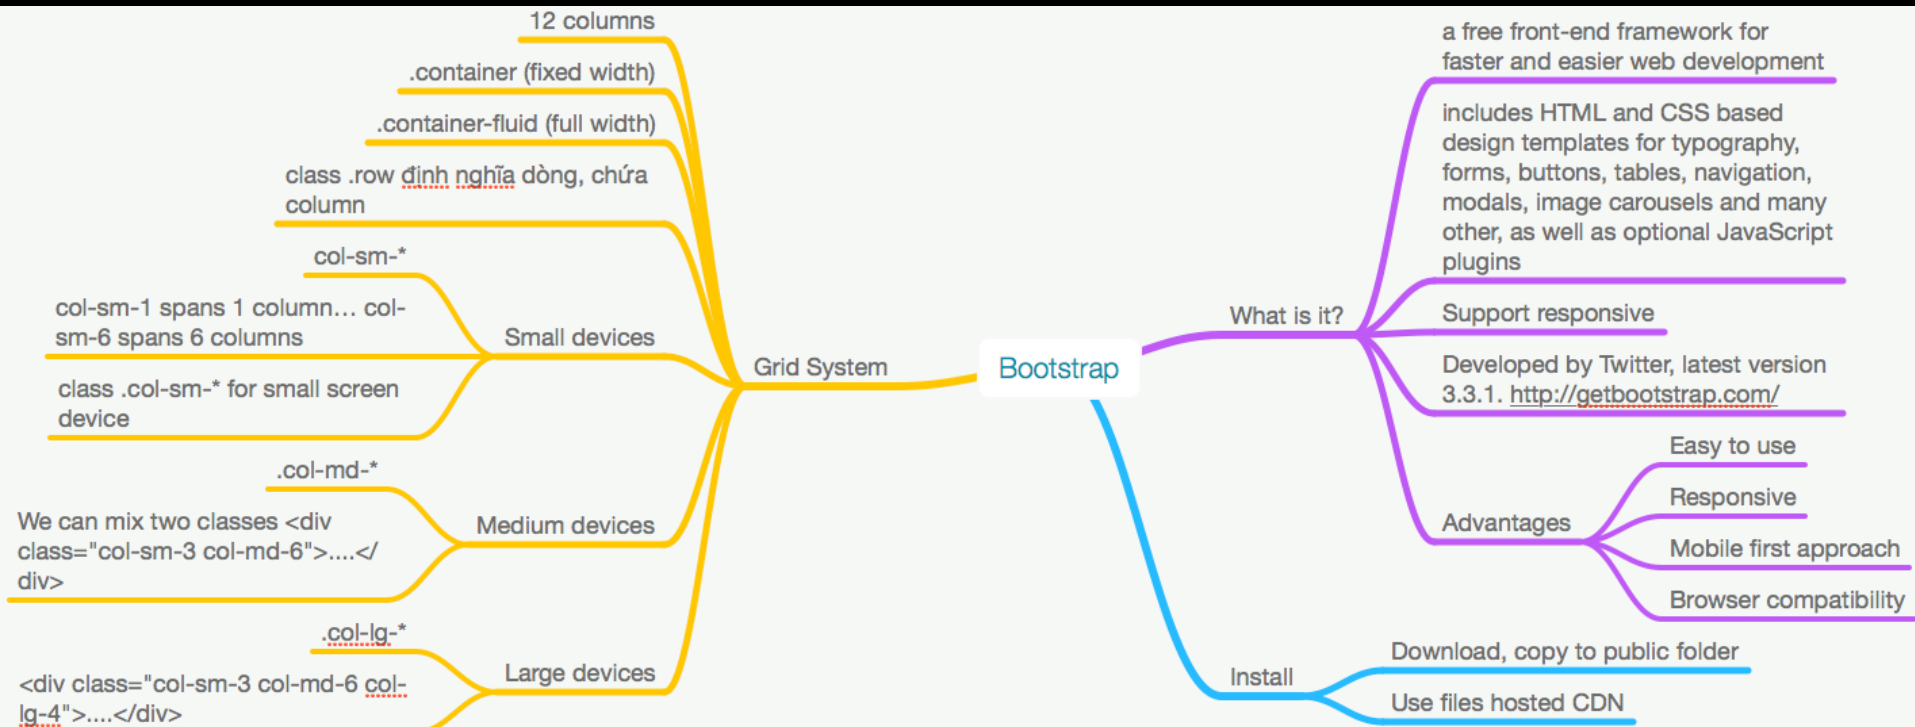 Bootstrap
What is it?
a free front-end framework for
faster and easier web development
includes HTML and CSS based
design templates for typography,
forms, buttons, tables, navigation,
modals, image carousels and many
other, as well as optional JavaScript
plugins
Support responsive
Developed by Twitter, latest version
3.3.1. http://getbootstrap.com/
Advantages
Easy to use
Responsive
Mobile first approach
Browser compatibility
Install
Download, copy to public folder
Use files hosted CDN
Grid System
12 columns
.container (fixed width)
.container-fluid (full width)
class .row định nghĩa dòng, chứa
column
Small devices
col-sm-*
col-sm-1 spans 1 column… col-
sm-6 spans 6 columns
class .col-sm-* for small screen
device
Medium devices
.col-md-*
We can mix two classes <div
class="col-sm-3 col-md-6">....</
div>
Large devices
.col-lg-*
<div class="col-sm-3 col-md-6 col-
lg-4">....</div>